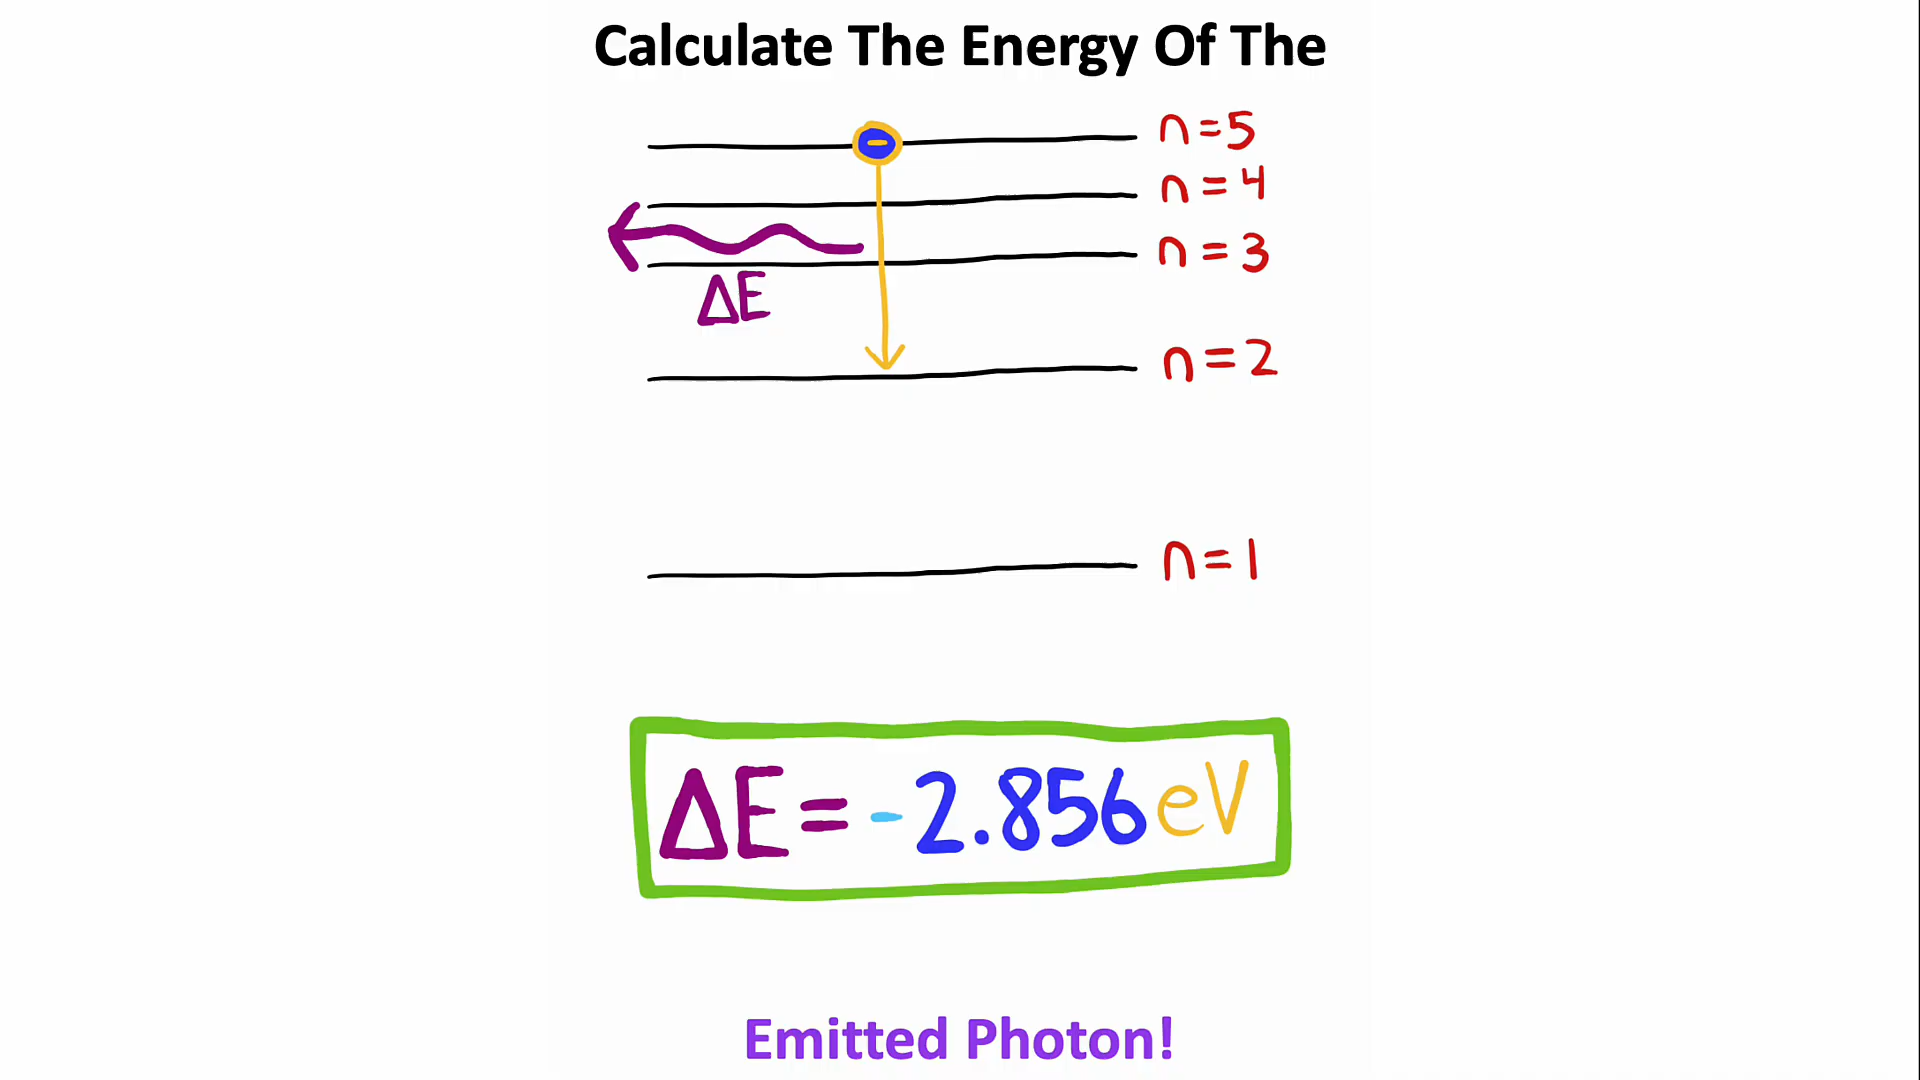 Calculate The Energy Of The
n=5
n=4
n=3
ΔE
n=2
n=1
ΔE=-2.856eV
Emitted Photon!